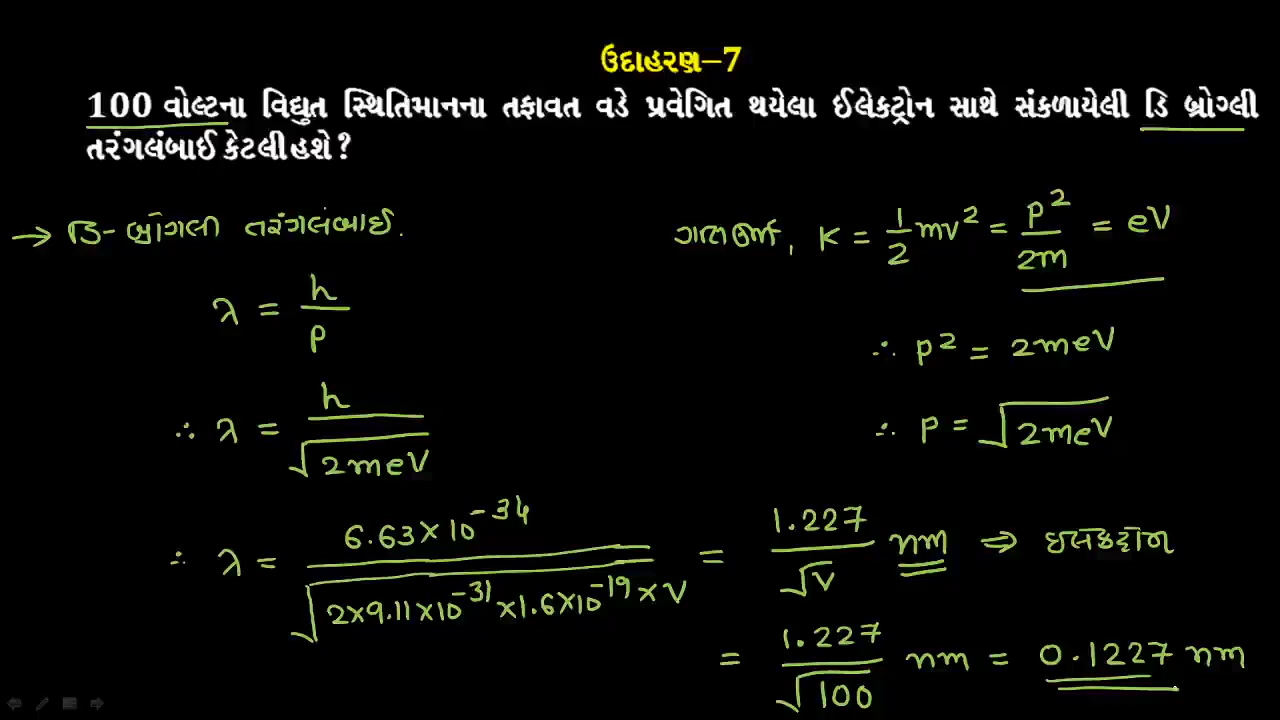 ઉદાહરણ–7
100 વોલ્ટના વિદ્યુત સ્થિતિમાનના તફાવત વડે પ્રવેગિત થયેલા ઈલેક્ટ્રોન સાથે સંકળાયેલી ડિ બ્રોગ્લી
તરંગલંબાઈ કેટલી હશે ?
→ ડિ-બ્રોગલી તરંગલંબાઈ.
λ = h / p
∴ λ = h / √(2meV)
∴ λ = 6.63 × 10^-34 / √(2×9.11×10^-31 ×1.6×10^-19 × V) = 1.227 / √V nm ⇒ ઇલેક્ટ્રોન
= 1.227 / √100 nm = 0.1227 nm
ગતિઊર્જા, K = 1/2 mv² = p²/2m = eV
∴ p² = 2meV
∴ p = √(2meV)